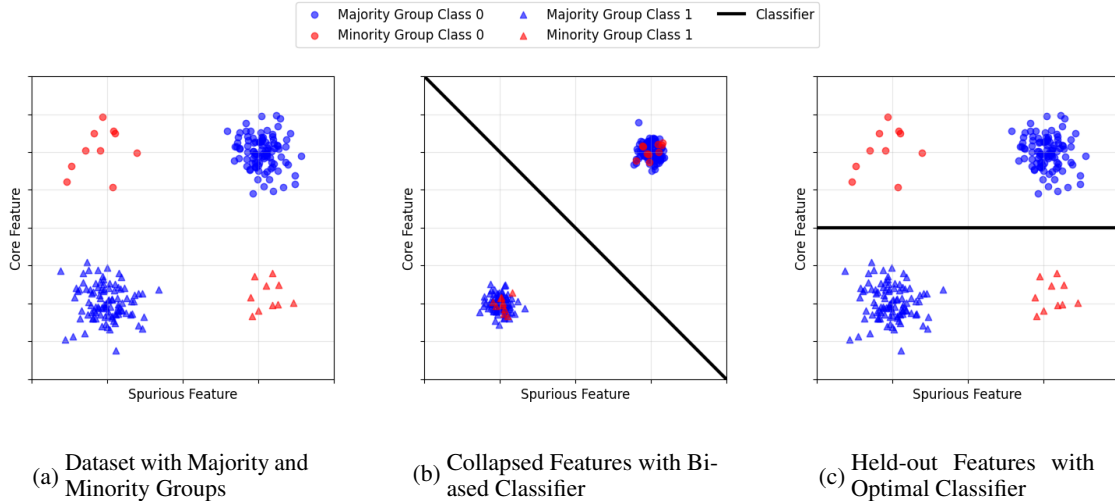 Majority Group Class 0
Minority Group Class 0
Majority Group Class 1
Minority Group Class 1
Classifier
Core Feature
Spurious Feature
(a) Dataset with Majority and
Minority Groups
Core Feature
Spurious Feature
(b) Collapsed Features with Bi-
ased Classifier
Core Feature
Spurious Feature
(c) Held-out Features with
Optimal Classifier